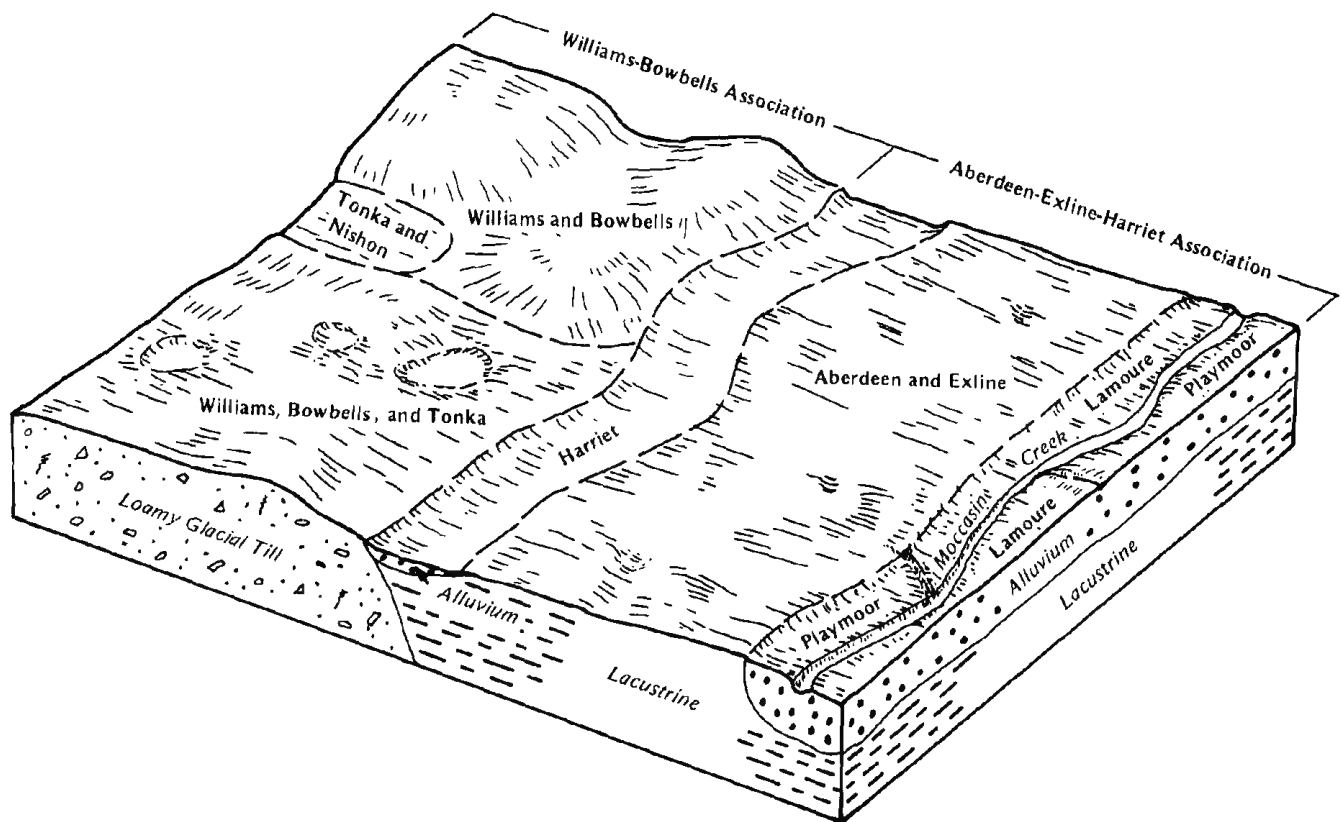 Williams-Bowbells Association
Aberdeen-Exline-Harriet Association
Tonka and
Nishon
Williams and Bowbells
Williams, Bowbells, and Tonka
Harriet
Aberdeen and Exline
Lamoure
Playmoor
Creek
Moccasin
Lamoure
Playmoor
Loamy Glacial Till
Alluvium
Lacustrine
Alluvium
Lacustrine